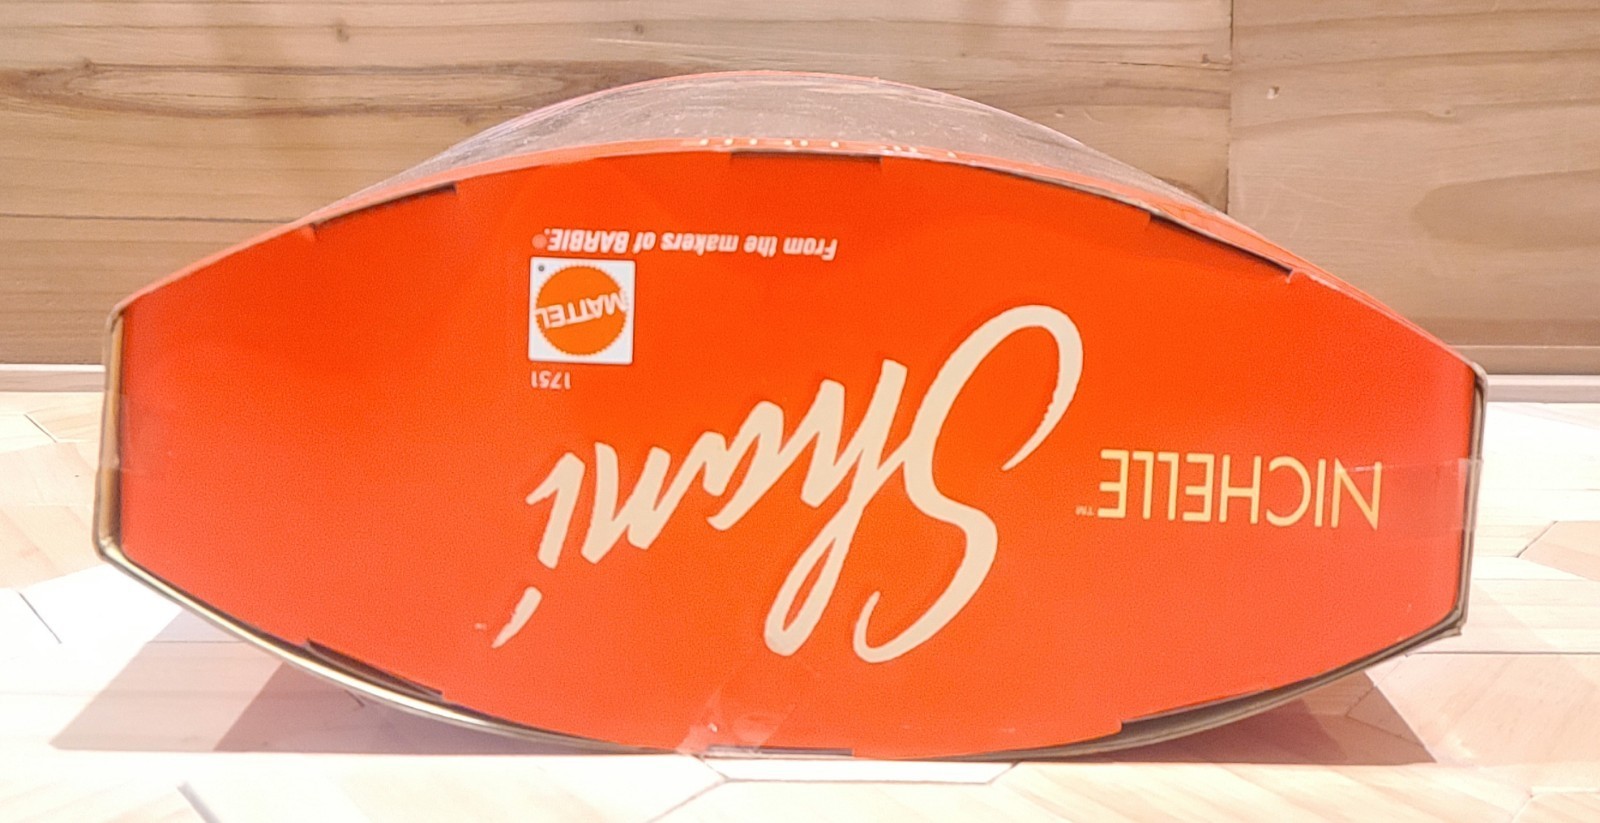 NICHELLE™
Shani
1751
MATTEL
From the makers of BARBIE®